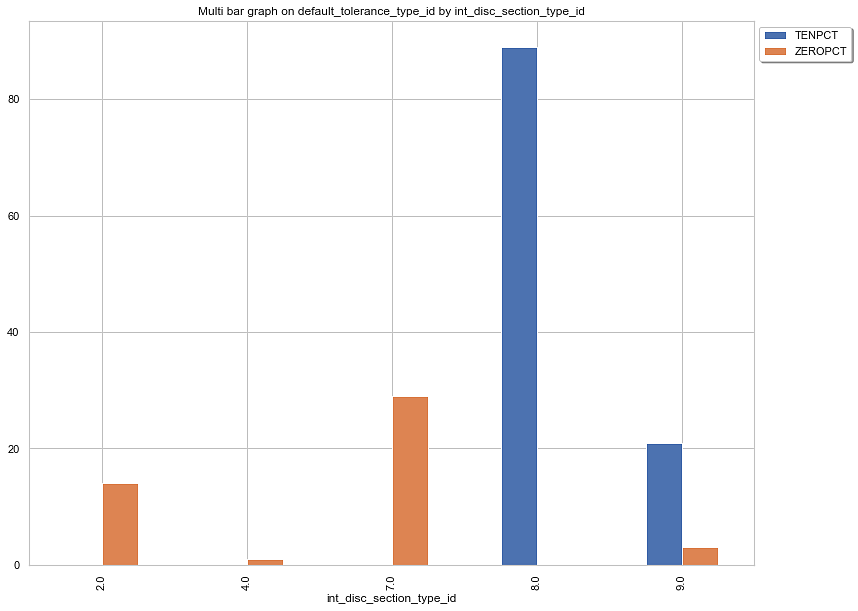 Multi bar graph on default_tolerance_type_id by int_disc_section_type_id
TENPCT
ZEROPCT
80
60
40
20
0
2.0
4.0
7.0
8.0
9.0
int_disc_section_type_id